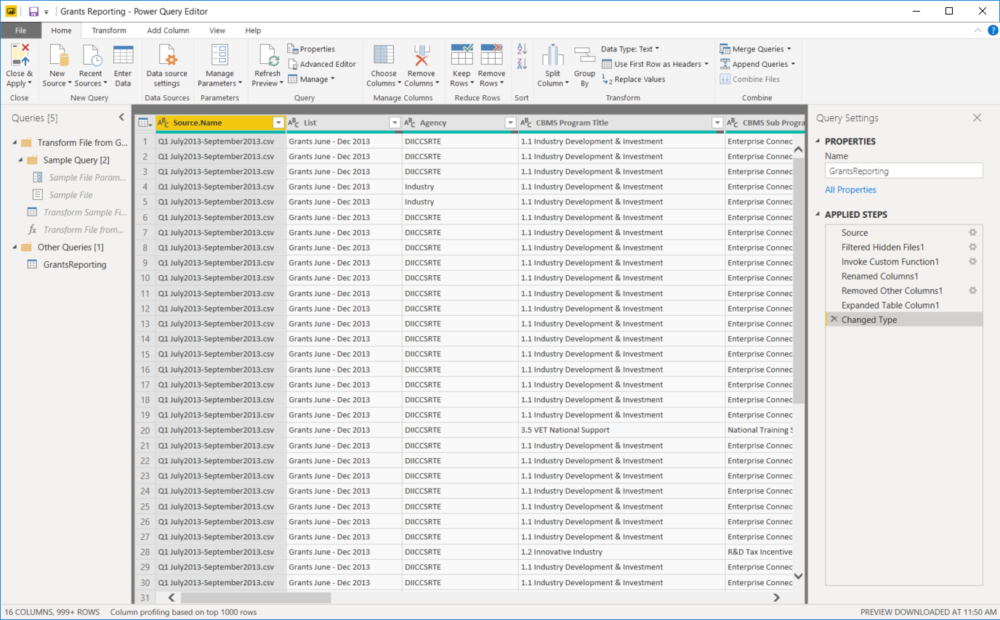 Grants Reporting - Power Query Editor
File Home Transform Add Column View Help
Close & Apply
New Source
Recent Sources
Enter Data
Data source settings
Manage Parameters
Refresh Preview
Properties
Advanced Editor
Manage
Choose Columns
Remove Columns
Keep Rows
Remove Rows
Split Column
Group By
Data Type: Text
Use First Row as Headers
Replace Values
Merge Queries
Append Queries
Combine Files
Close New Query Data Sources Parameters Query Manage Columns Reduce Rows Sort Transform Combine
Queries [5]
Transform File from G...
Sample Query [2]
Sample File Param...
Sample File
Transform Sample Fi...
fx Transform File from...
Other Queries [1]
GrantsReporting
ABC Source.Name ABC List ABC Agency ABC CBMS Program Title ABC CBMS Sub Progra
1 Q1 July2013-September2013.csv Grants June - Dec 2013 DIICCSRTE 1.1 Industry Development & Investment Enterprise Connec
2 Q1 July2013-September2013.csv Grants June - Dec 2013 DIICCSRTE 1.1 Industry Development & Investment Enterprise Connec
3 Q1 July2013-September2013.csv Grants June - Dec 2013 DIICCSRTE 1.1 Industry Development & Investment Enterprise Connec
4 Q1 July2013-September2013.csv Grants June - Dec 2013 Industry 1.1 Industry Development & Investment Enterprise Connec
5 Q1 July2013-September2013.csv Grants June - Dec 2013 Industry 1.1 Industry Development & Investment Enterprise Connec
6 Q1 July2013-September2013.csv Grants June - Dec 2013 DIICCSRTE 1.1 Industry Development & Investment Enterprise Connec
7 Q1 July2013-September2013.csv Grants June - Dec 2013 DIICCSRTE 1.1 Industry Development & Investment Enterprise Connec
8 Q1 July2013-September2013.csv Grants June - Dec 2013 DIICCSRTE 1.1 Industry Development & Investment Enterprise Connec
9 Q1 July2013-September2013.csv Grants June - Dec 2013 DIICCSRTE 1.1 Industry Development & Investment Enterprise Connec
10 Q1 July2013-September2013.csv Grants June - Dec 2013 DIICCSRTE 1.1 Industry Development & Investment Enterprise Connec
11 Q1 July2013-September2013.csv Grants June - Dec 2013 DIICCSRTE 1.1 Industry Development & Investment Enterprise Connec
12 Q1 July2013-September2013.csv Grants June - Dec 2013 DIICCSRTE 1.1 Industry Development & Investment Enterprise Connec
13 Q1 July2013-September2013.csv Grants June - Dec 2013 DIICCSRTE 1.1 Industry Development & Investment Enterprise Connec
14 Q1 July2013-September2013.csv Grants June - Dec 2013 DIICCSRTE 1.1 Industry Development & Investment Enterprise Connec
15 Q1 July2013-September2013.csv Grants June - Dec 2013 DIICCSRTE 1.1 Industry Development & Investment Enterprise Connec
16 Q1 July2013-September2013.csv Grants June - Dec 2013 DIICCSRTE 1.1 Industry Development & Investment Enterprise Connec
17 Q1 July2013-September2013.csv Grants June - Dec 2013 DIICCSRTE 1.1 Industry Development & Investment Enterprise Connec
18 Q1 July2013-September2013.csv Grants June - Dec 2013 DIICCSRTE 1.1 Industry Development & Investment Enterprise Connec
19 Q1 July2013-September2013.csv Grants June - Dec 2013 DIICCSRTE 1.1 Industry Development & Investment Enterprise Connec
20 Q1 July2013-September2013.csv Grants June - Dec 2013 DIICCSRTE 3.5 VET National Support National Training S
21 Q1 July2013-September2013.csv Grants June - Dec 2013 DIICCSRTE 1.1 Industry Development & Investment Enterprise Connec
22 Q1 July2013-September2013.csv Grants June - Dec 2013 DIICCSRTE 1.1 Industry Development & Investment Enterprise Connec
23 Q1 July2013-September2013.csv Grants June - Dec 2013 DIICCSRTE 1.1 Industry Development & Investment Enterprise Connec
24 Q1 July2013-September2013.csv Grants June - Dec 2013 DIICCSRTE 1.1 Industry Development & Investment Enterprise Connec
25 Q1 July2013-September2013.csv Grants June - Dec 2013 DIICCSRTE 1.1 Industry Development & Investment Enterprise Connec
26 Q1 July2013-September2013.csv Grants June - Dec 2013 DIICCSRTE 1.1 Industry Development & Investment Enterprise Connec
27 Q1 July2013-September2013.csv Grants June - Dec 2013 DIICCSRTE 1.1 Industry Development & Investment Enterprise Connec
28 Q1 July2013-September2013.csv Grants June - Dec 2013 DIICCSRTE 1.2 Innovative Industry R&D Tax Incentive
29 Q1 July2013-September2013.csv Grants June - Dec 2013 DIICCSRTE 1.1 Industry Development & Investment Enterprise Connec
30 Q1 July2013-September2013.csv Grants June - Dec 2013 DIICCSRTE 1.1 Industry Development & Investment Enterprise Connec
31
Query Settings
PROPERTIES
Name
GrantsReporting
All Properties
APPLIED STEPS
Source
Filtered Hidden Files1
Invoke Custom Function1
Renamed Columns1
Removed Other Columns1
Expanded Table Column1
Changed Type
16 COLUMNS, 999+ ROWS Column profiling based on top 1000 rows PREVIEW DOWNLOADED AT 11:50 AM